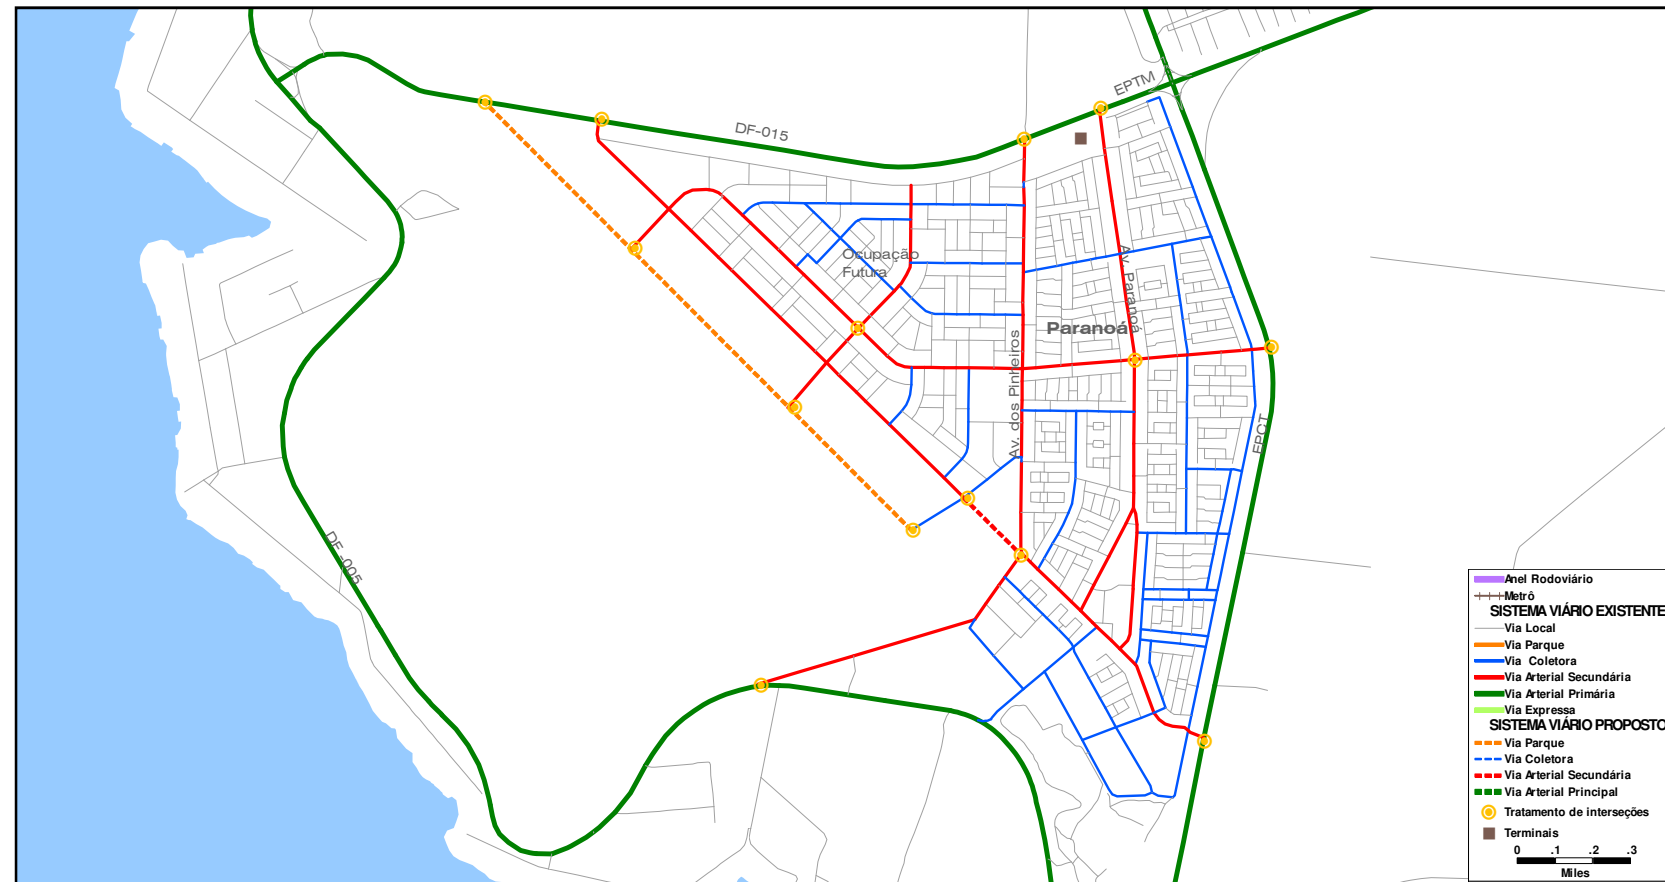 EPTM
DF-015
Av. Paranoá
Ocupação
Futura
Paranoá
Av. dos Pinheiros
EPCT
DF -005
Anel Rodoviário
Metrô
SISTEMA VIÁRIO EXISTENTE
Via Local
Via Parque
Via Coletora
Via Arterial Secundária
Via Arterial Primária
Via Expressa
SISTEMA VIÁRIO PROPOSTO
Via Parque
Via Coletora
Via Arterial Secundária
Via Arterial Principal
Tratamento de interseções
Terminais
0 .1 .2 .3
Miles